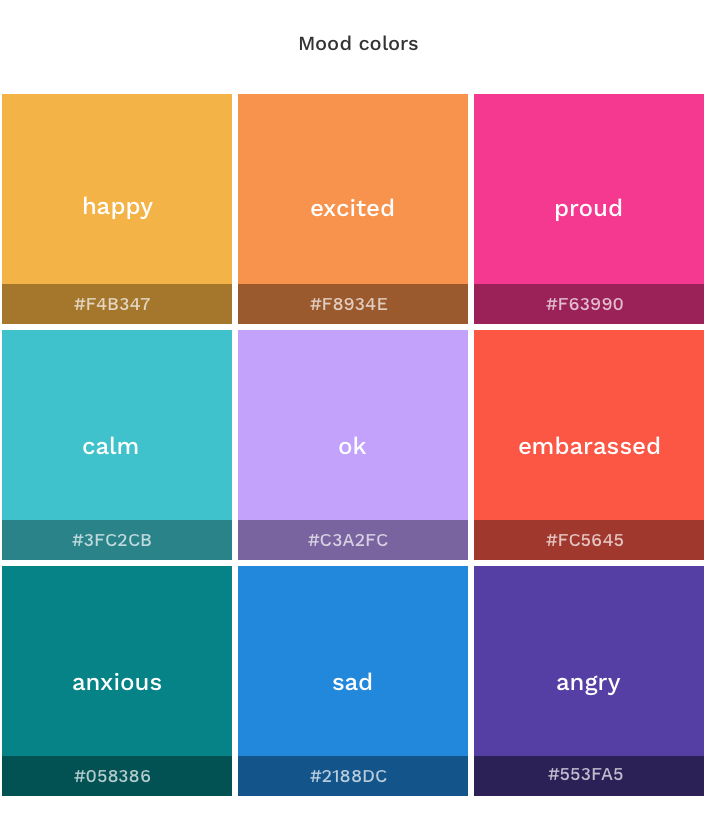 Mood colors
happy
excited
proud
#F4B347
#F8934E
#F63990
calm
ok
embarassed
#3FC2CB
#C3A2FC
#FC5645
anxious
sad
angry
#058386
#2188DC
#553FA5